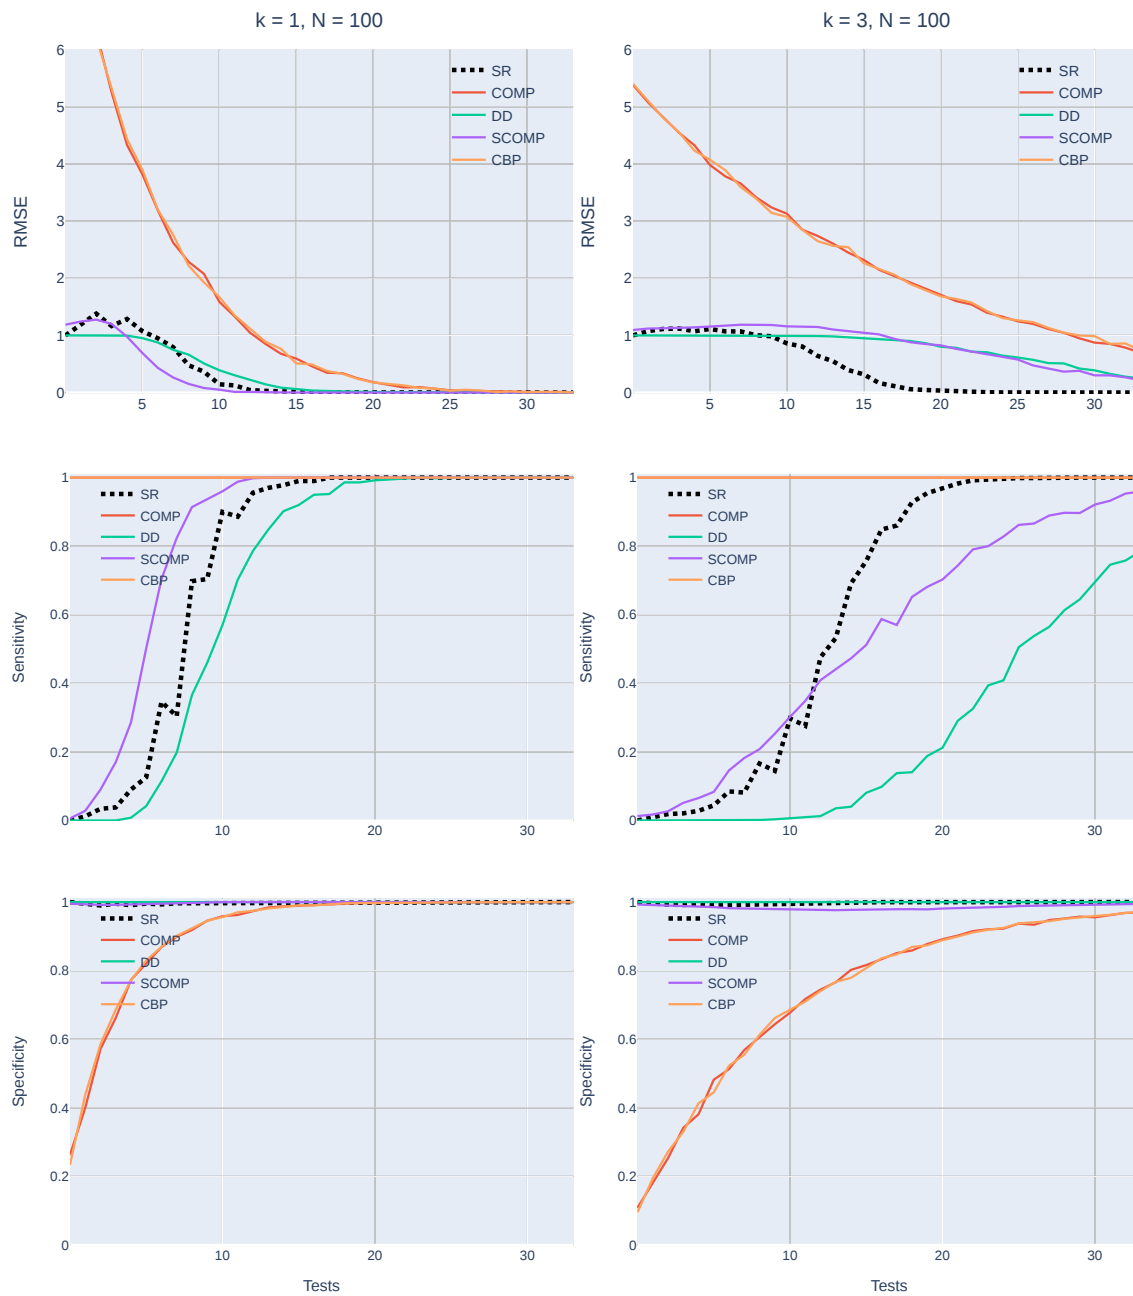 k = 1, N = 100
k = 3, N = 100
6
5
4
3
2
1
0
RMSE
5
10
15
20
25
30
SR
COMP
DD
SCOMP
CBP
6
5
4
3
2
1
0
RMSE
5
10
15
20
25
30
SR
COMP
DD
SCOMP
CBP
1
0.8
0.6
0.4
0.2
0
Sensitivity
10
20
30
SR
COMP
DD
SCOMP
CBP
1
0.8
0.6
0.4
0.2
0
Sensitivity
10
20
30
SR
COMP
DD
SCOMP
CBP
1
0.8
0.6
0.4
0.2
0
Specificity
10
20
30
Tests
SR
COMP
DD
SCOMP
CBP
1
0.8
0.6
0.4
0.2
0
Specificity
10
20
30
Tests
SR
COMP
DD
SCOMP
CBP